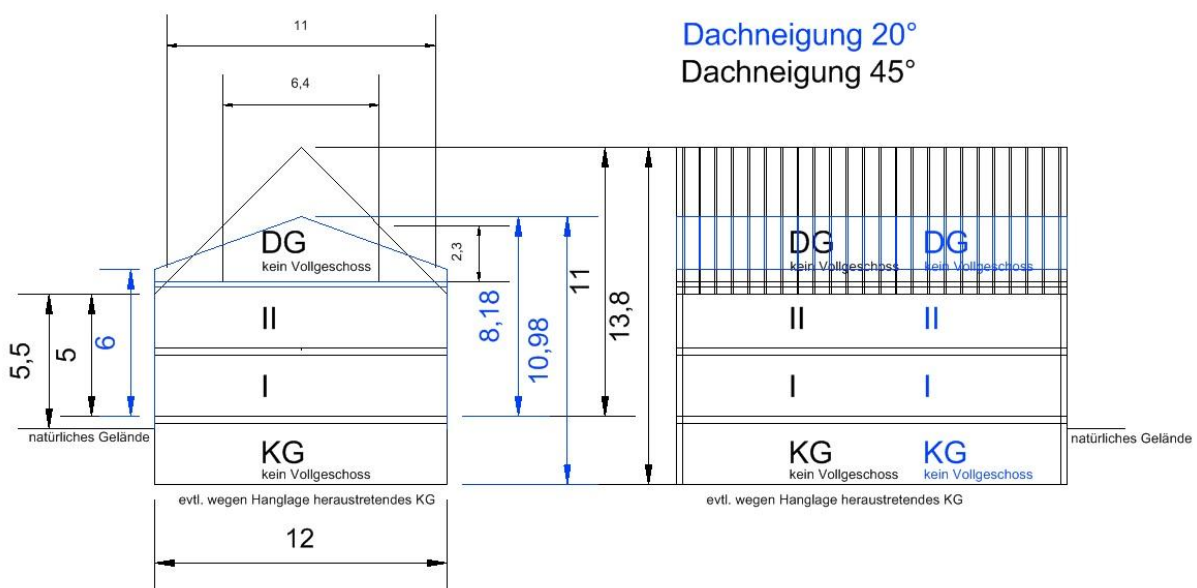 11
Dachneigung 20°
Dachneigung 45°
6,4
DG
kein Vollgeschoss
2,3
DG
kein Vollgeschoss
DG
kein Vollgeschoss
II
I
5,5
5
6
8,18
10,98
11
13,8
II
II
I
I
natürliches Gelände
natürliches Gelände
KG
kein Vollgeschoss
KG
kein Vollgeschoss
KG
kein Vollgeschoss
evtl. wegen Hanglage heraustretendes KG
evtl. wegen Hanglage heraustretendes KG
12